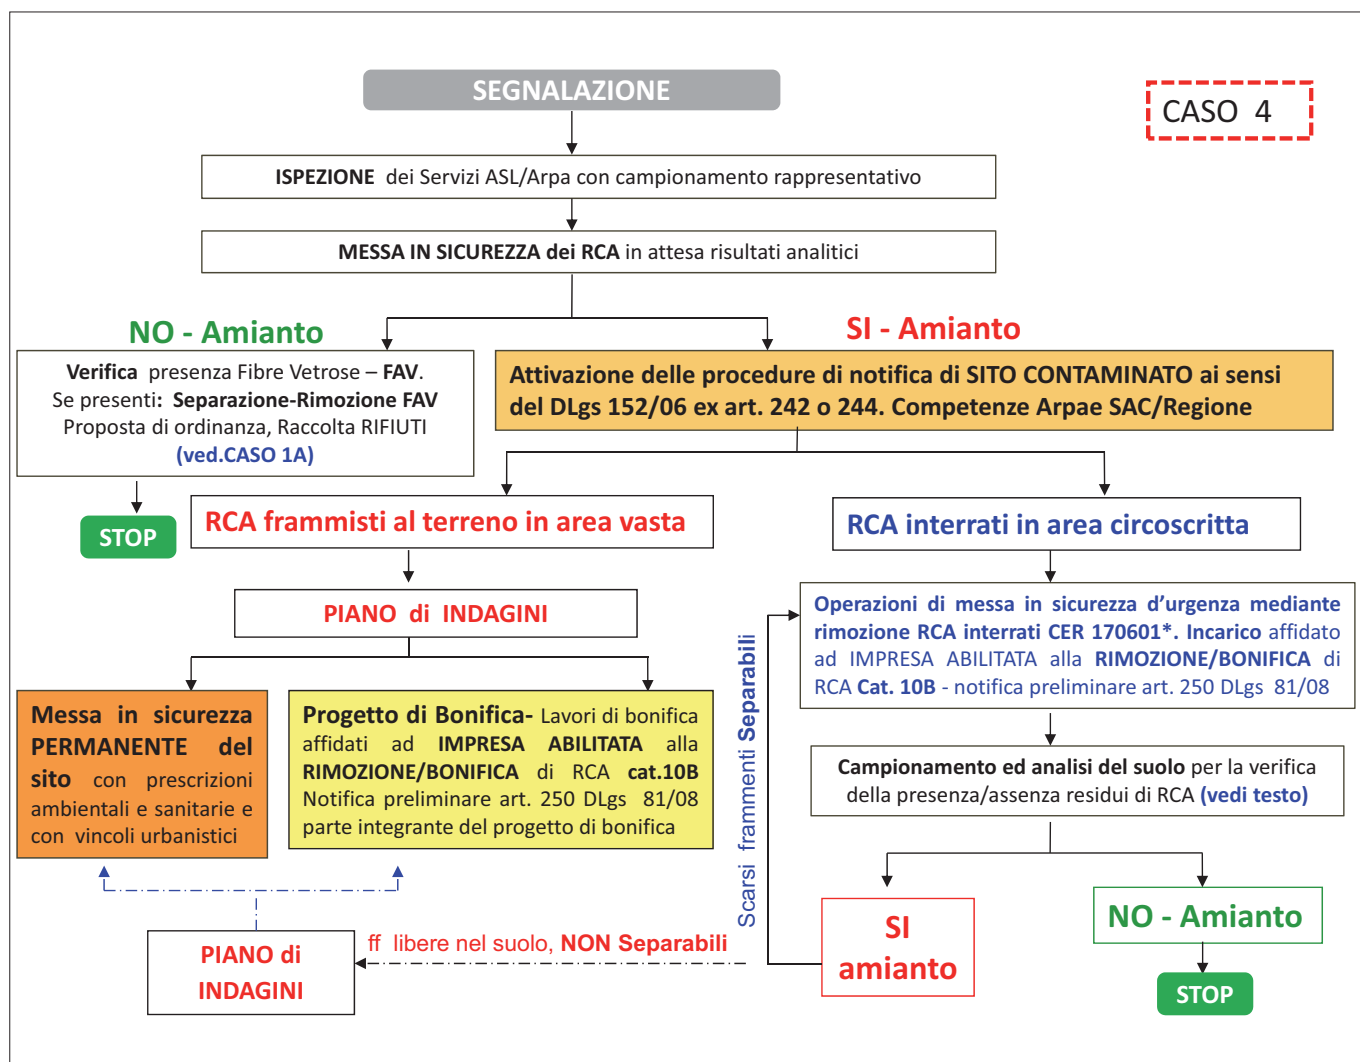 SEGNALAZIONE
CASO 4
ISPEZIONE dei Servizi ASL/Arpa con campionamento rappresentativo
MESSA IN SICUREZZA dei RCA in attesa risultati analitici
NO - Amianto
SI - Amianto
Verifica presenza Fibre Vetrose – FAV.
Se presenti: Separazione-Rimozione FAV
Proposta di ordinanza, Raccolta RIFIUTI
(ved.CASO 1A)
Attivazione delle procedure di notifica di SITO CONTAMINATO ai sensi
del DLgs 152/06 ex art. 242 o 244. Competenze Arpae SAC/Regione
STOP
RCA frammisti al terreno in area vasta
RCA interrati in area circoscritta
PIANO di INDAGINI
Operazioni di messa in sicurezza d'urgenza mediante
rimozione RCA interrati CER 170601*. Incarico affidato
ad IMPRESA ABILITATA alla RIMOZIONE/BONIFICA di
RCA Cat. 10B - notifica preliminare art. 250 DLgs 81/08
Messa in sicurezza
PERMANENTE del
sito con prescrizioni
ambientali e sanitarie e
con vincoli urbanistici
Progetto di Bonifica- Lavori di bonifica
affidati ad IMPRESA ABILITATA alla
RIMOZIONE/BONIFICA di RCA cat.10B
Notifica preliminare art. 250 DLgs 81/08
parte integrante del progetto di bonifica
Scarsi frammenti Separabili
Campionamento ed analisi del suolo per la verifica
della presenza/assenza residui di RCA (vedi testo)
SI
amianto
NO - Amianto
STOP
ff libere nel suolo, NON Separabili
PIANO di
INDAGINI